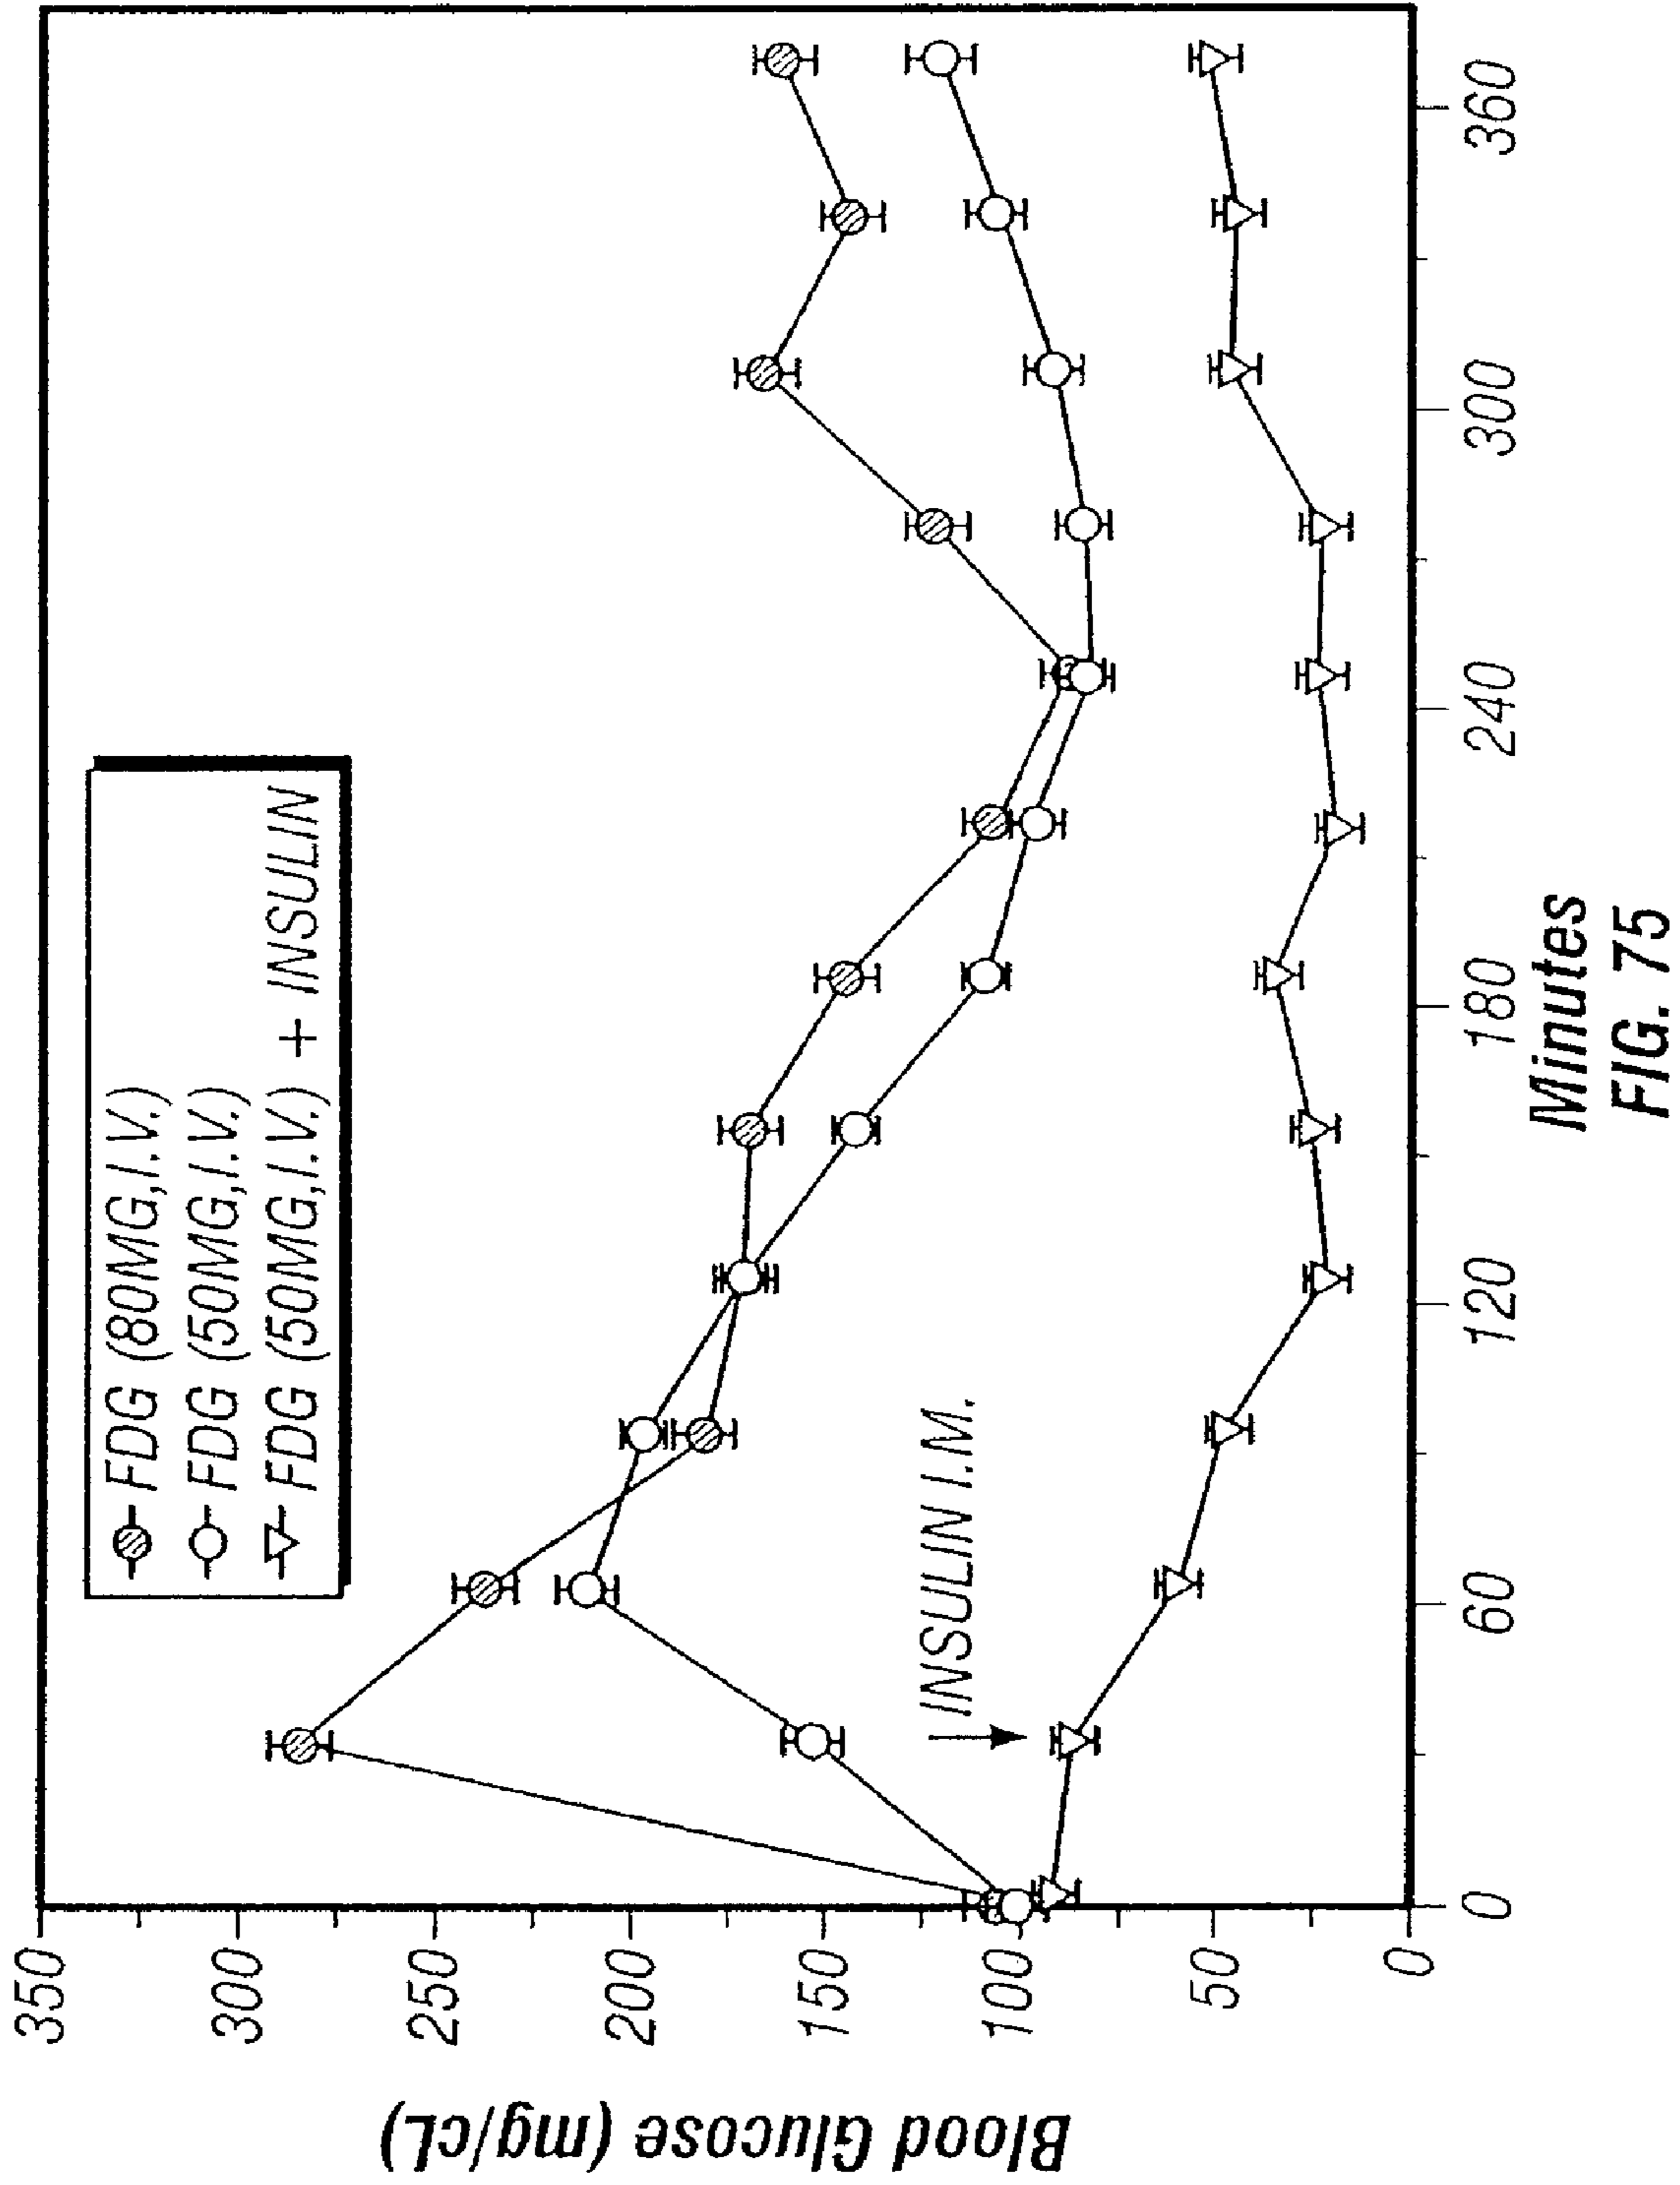 FDG (80MG,I.V.)
FDG (50MG,I.V.)
FDG (50MG,I.V.) + INSULIN
INSULIN I.M.
Blood Glucose (mg/cL)
350
300
250
200
150
100
50
0
0
60
120
180
240
300
360
Minutes
FIG. 75